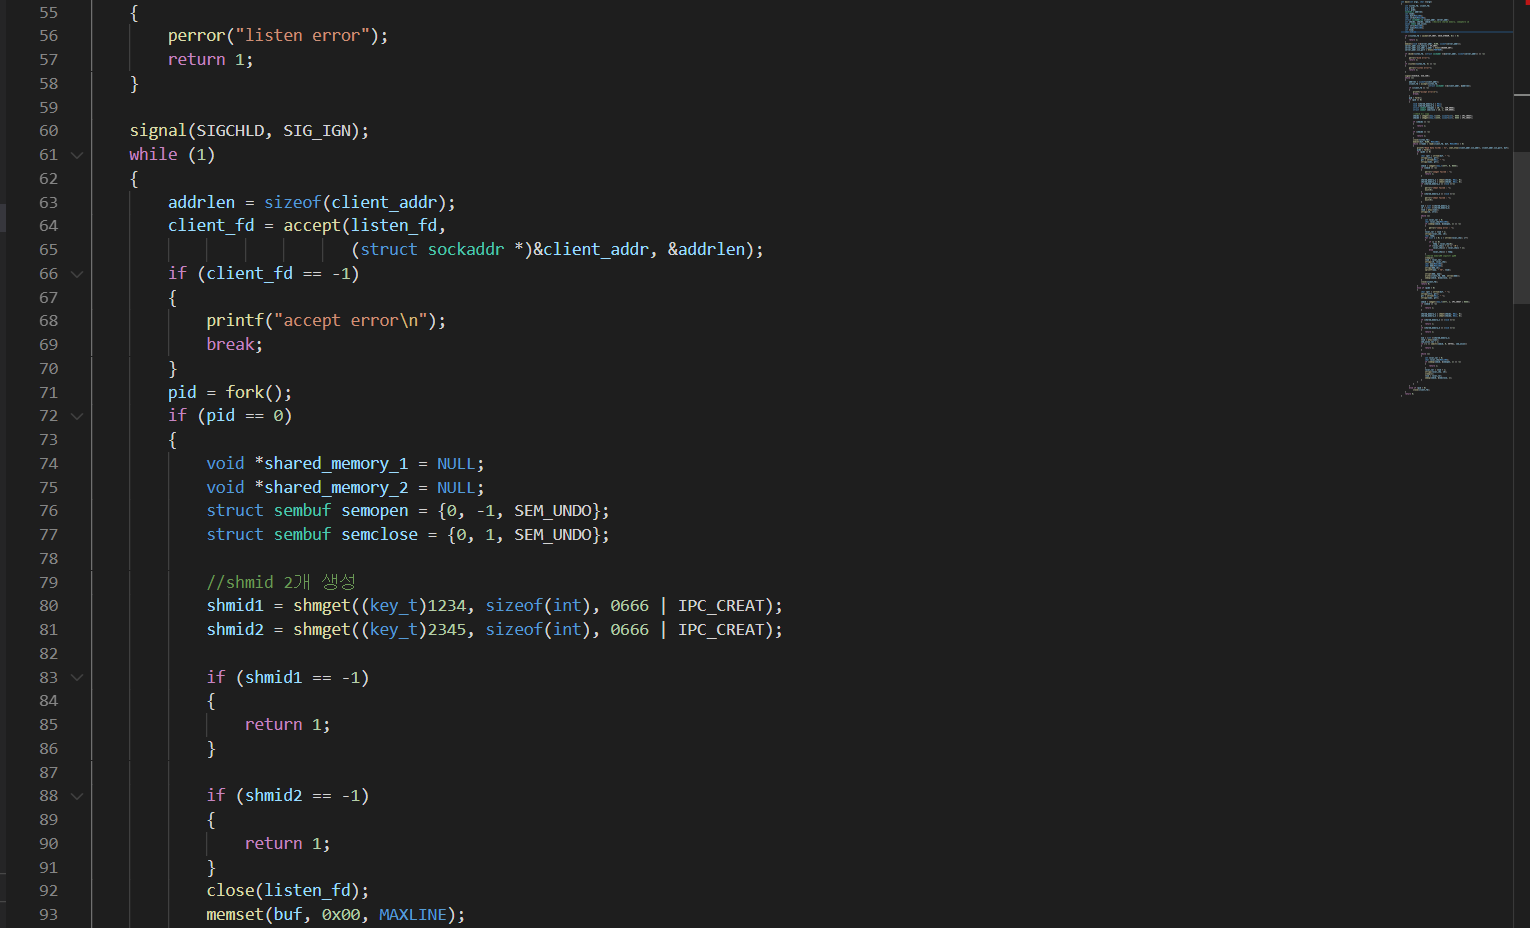 55 {
56 perror("listen error");
57 return 1;
58 }
59
60 signal(SIGCHLD, SIG_IGN);
61 while (1)
62 {
63 addrlen = sizeof(client_addr);
64 client_fd = accept(listen_fd,
65 (struct sockaddr *)&client_addr, &addrlen);
66 if (client_fd == -1)
67 {
68 printf("accept error\n");
69 break;
70 }
71 pid = fork();
72 if (pid == 0)
73 {
74 void *shared_memory_1 = NULL;
75 void *shared_memory_2 = NULL;
76 struct sembuf semopen = {0, -1, SEM_UNDO};
77 struct sembuf semclose = {0, 1, SEM_UNDO};
78
79 //shmid 2개 생성
80 shmid1 = shmget((key_t)1234, sizeof(int), 0666 | IPC_CREAT);
81 shmid2 = shmget((key_t)2345, sizeof(int), 0666 | IPC_CREAT);
82
83 if (shmid1 == -1)
84 {
85 return 1;
86 }
87
88 if (shmid2 == -1)
89 {
90 return 1;
91 }
92 close(listen_fd);
93 memset(buf, 0x00, MAXLINE);